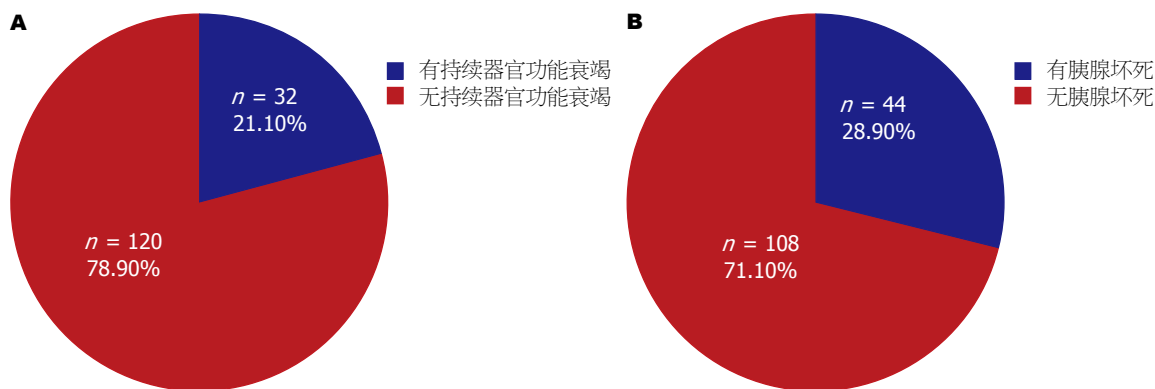 A
有持续器官功能衰竭
无持续器官功能衰竭
n = 32
21.10%
n = 120
78.90%
B
有胰腺坏死
无胰腺坏死
n = 44
28.90%
n = 108
71.10%